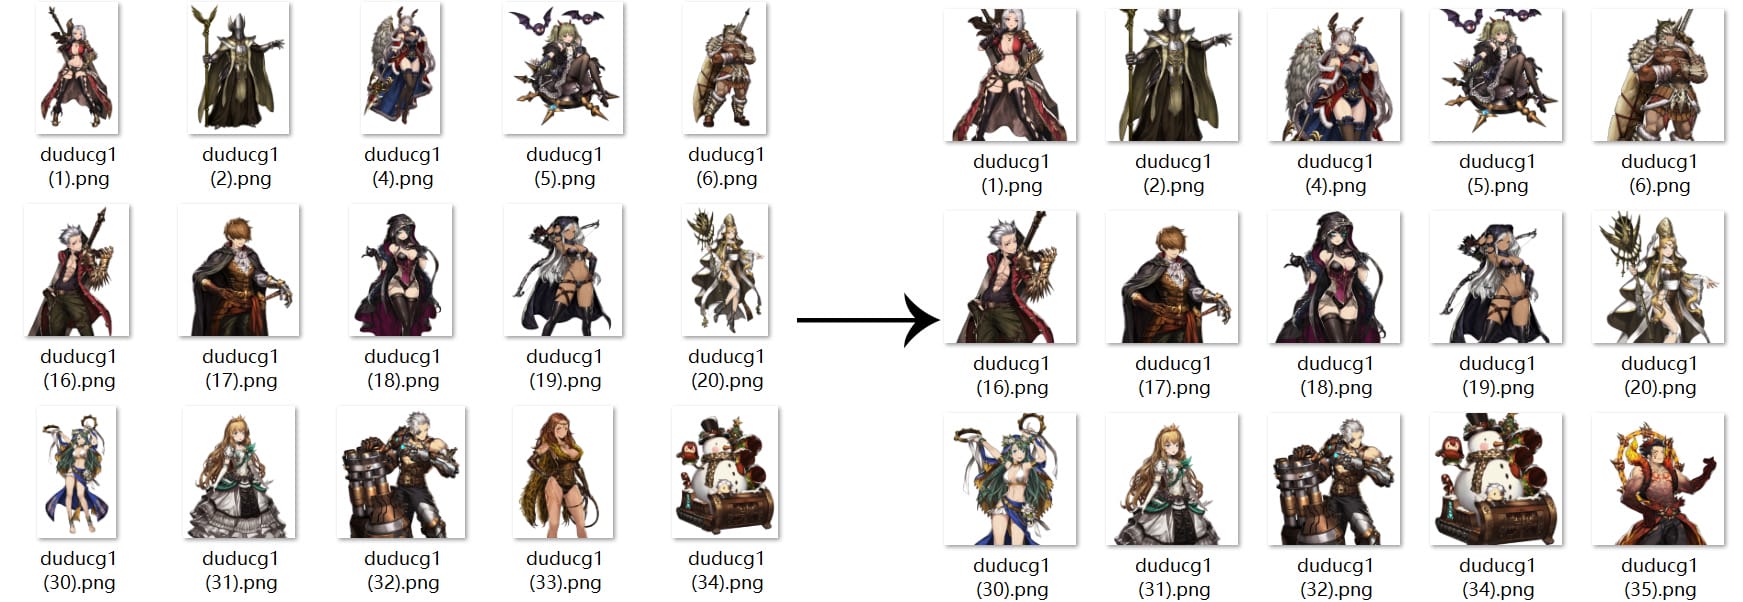 duducg1
(1).png
duducg1
(2).png
duducg1
(4).png
duducg1
(5).png
duducg1
(6).png
duducg1
(16).png
duducg1
(17).png
duducg1
(18).png
duducg1
(19).png
duducg1
(20).png
duducg1
(30).png
duducg1
(31).png
duducg1
(32).png
duducg1
(33).png
duducg1
(34).png
duducg1
(1).png
duducg1
(2).png
duducg1
(4).png
duducg1
(5).png
duducg1
(6).png
duducg1
(16).png
duducg1
(17).png
duducg1
(18).png
duducg1
(19).png
duducg1
(20).png
duducg1
(30).png
duducg1
(31).png
duducg1
(32).png
duducg1
(34).png
duducg1
(35).png